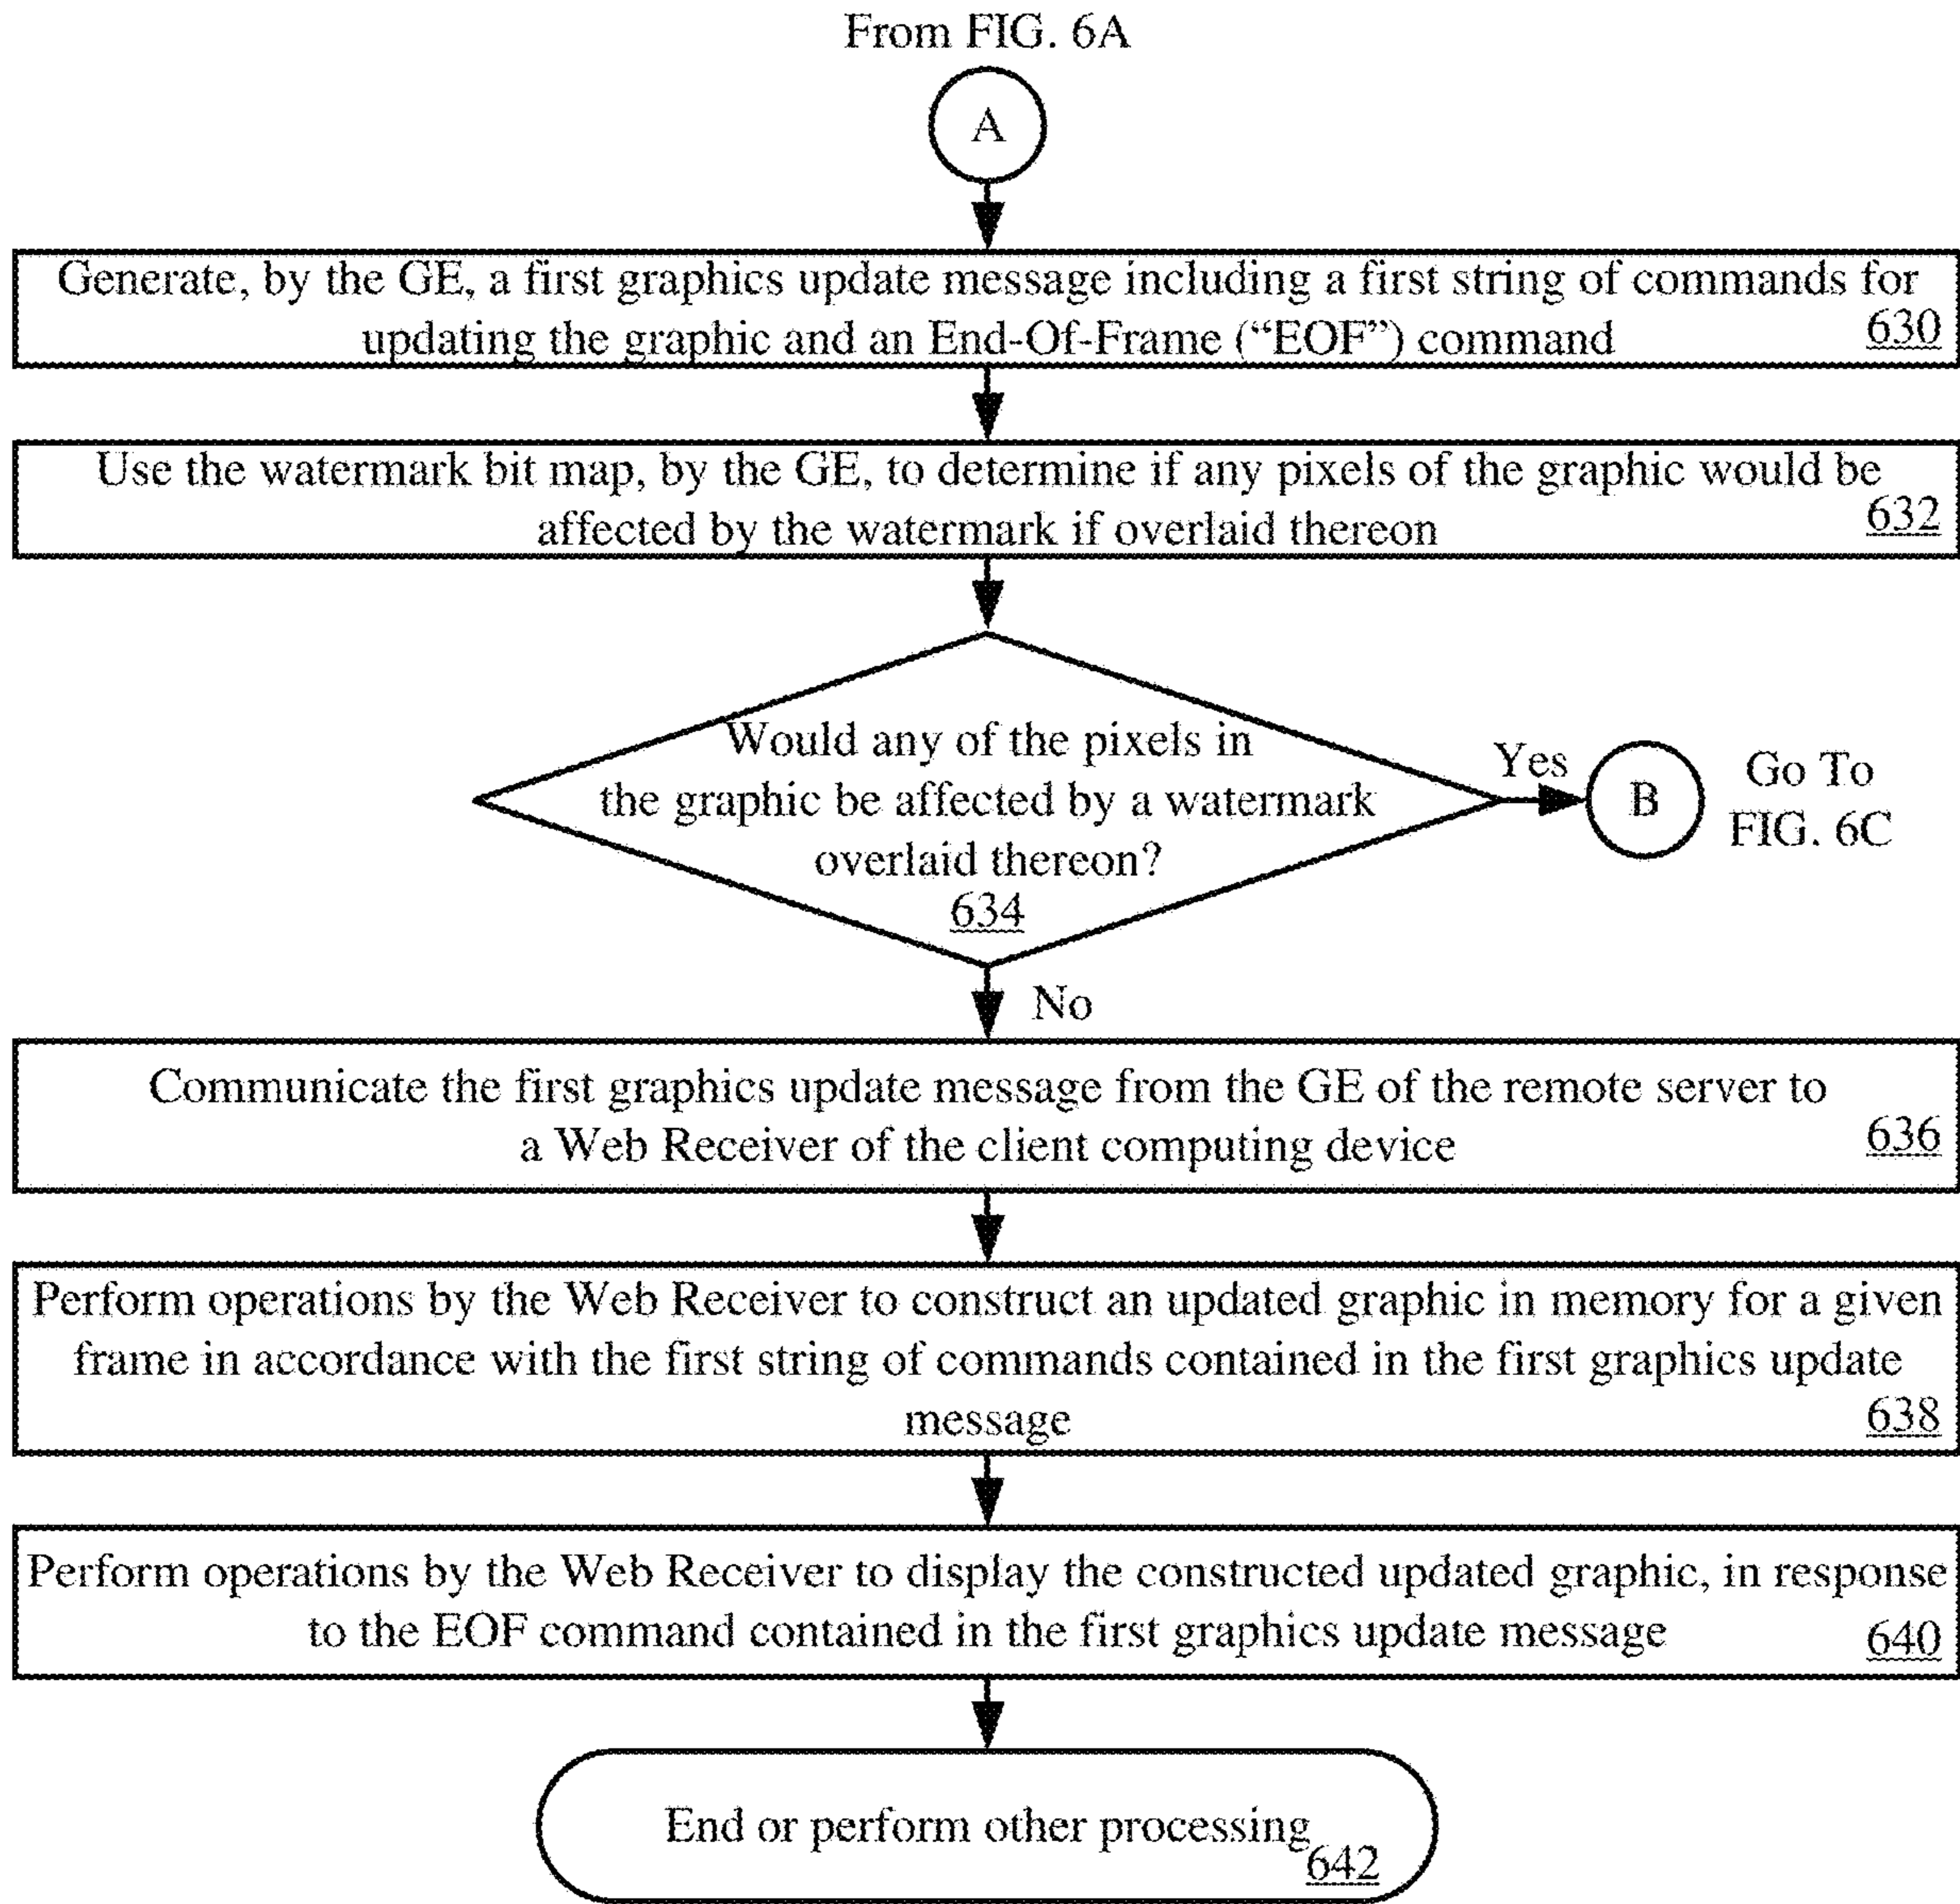 From FIG. 6A
A
Generate, by the GE, a first graphics update message including a first string of commands for
updating the graphic and an End-Of-Frame (“EOF”) command
630
Use the watermark bit map, by the GE, to determine if any pixels of the graphic would be
affected by the watermark if overlaid thereon
632
Would any of the pixels in
the graphic be affected by a watermark
overlaid thereon?
634
Yes
B
Go To
FIG. 6C
No
Communicate the first graphics update message from the GE of the remote server to
a Web Receiver of the client computing device
636
Perform operations by the Web Receiver to construct an updated graphic in memory for a given
frame in accordance with the first string of commands contained in the first graphics update
message
638
Perform operations by the Web Receiver to display the constructed updated graphic, in response
to the EOF command contained in the first graphics update message
640
End or perform other processing
642